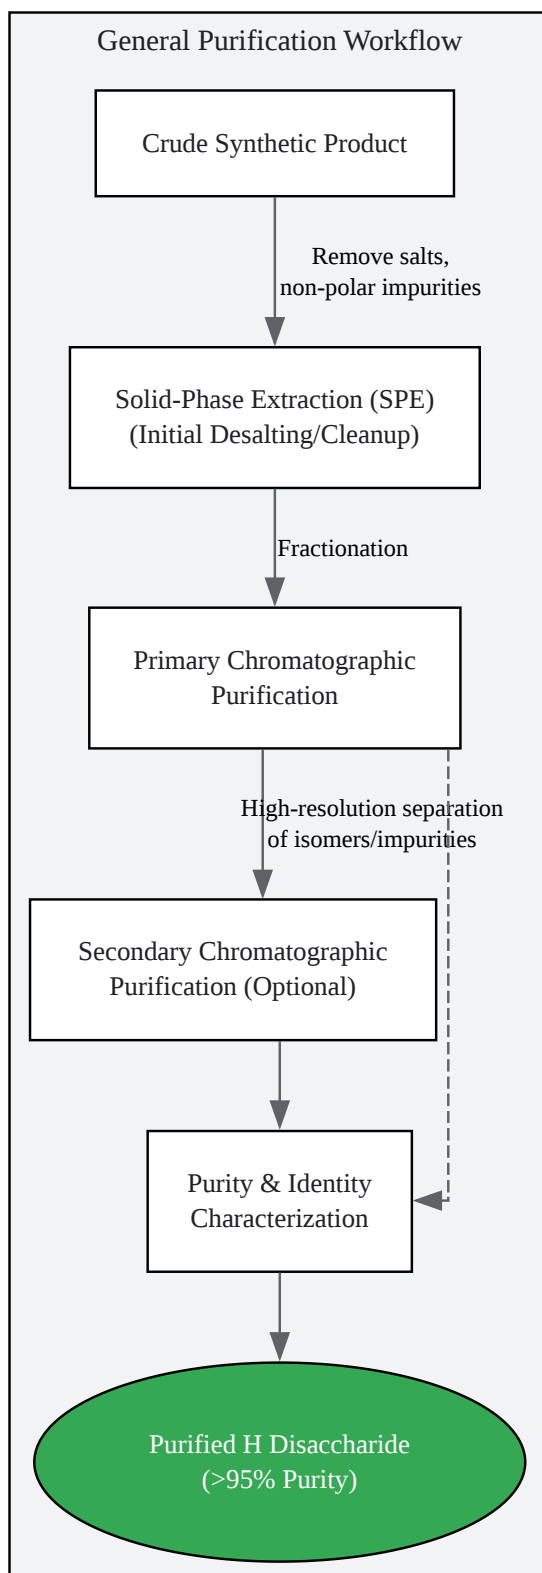 General Purification Workflow
Crude Synthetic Product
Remove salts,
non-polar impurities
Solid-Phase Extraction (SPE)
(Initial Desalting/Cleanup)
Fractionation
Primary Chromatographic
Purification
High-resolution separation
of isomers/impurities
Secondary Chromatographic
Purification (Optional)
Purity & Identity
Characterization
Purified H Disaccharide
(>95% Purity)